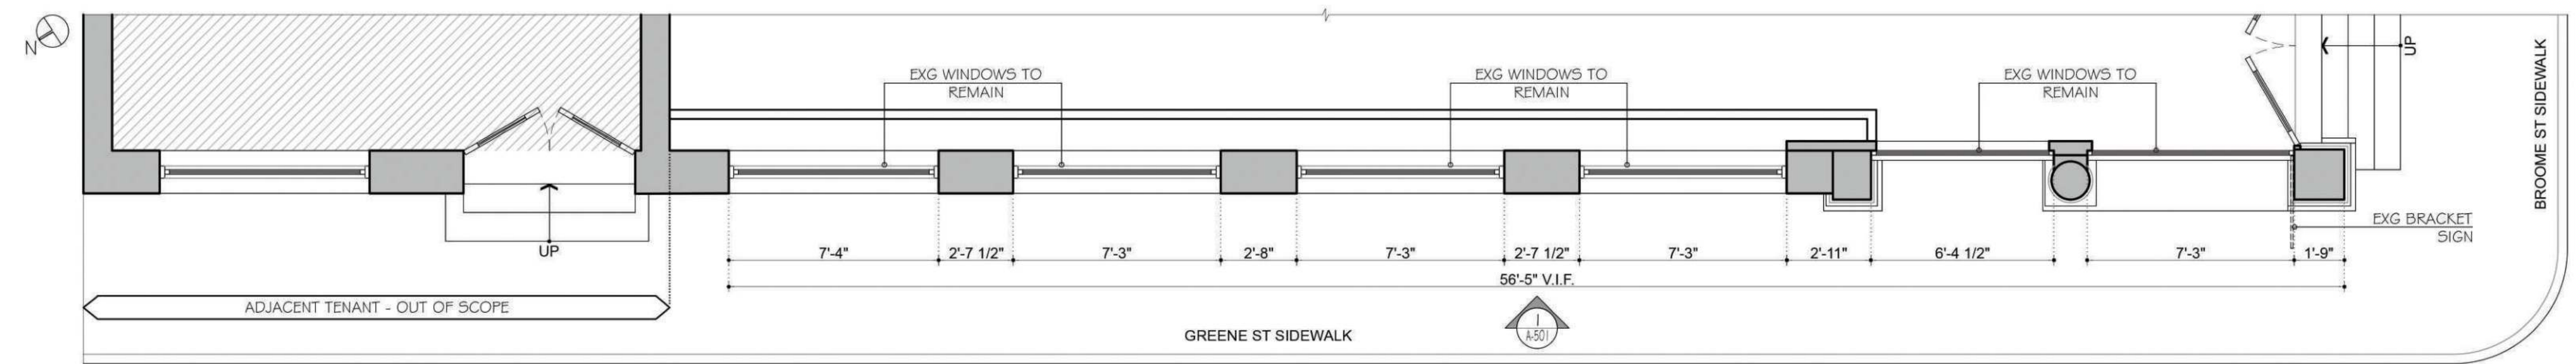 N
EXG WINDOWS TO
REMAIN
EXG WINDOWS TO
REMAIN
EXG WINDOWS TO
REMAIN
UP
BROOME ST SIDEWALK
EXG BRACKET
SIGN
UP
7'-4"
2'-7 1/2"
7'-3"
2'-8"
7'-3"
2'-7 1/2"
7'-3"
2'-11"
6'-4 1/2"
7'-3"
1'-9"
56'-5" V.I.F.
ADJACENT TENANT - OUT OF SCOPE
GREENE ST SIDEWALK
1
A-501